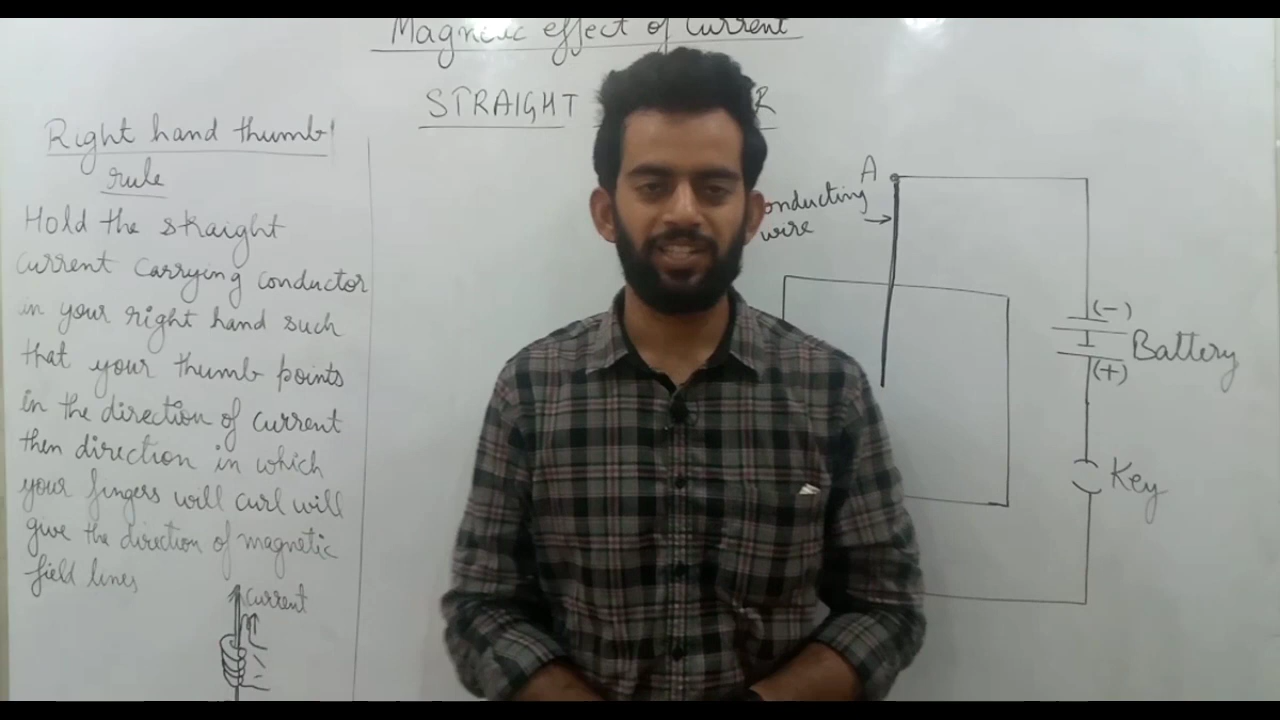 Magnetic effect of Current
STRAIGHT R
Right hand thumb
rule
Hold the straight
current carrying conductor
in your right hand such
that your thumb points
in the direction of current
then direction in which
your fingers will curl will
give the direction of magnetic
field lines
current
A
onducting
wire
(-)
Battery
(+)
Key